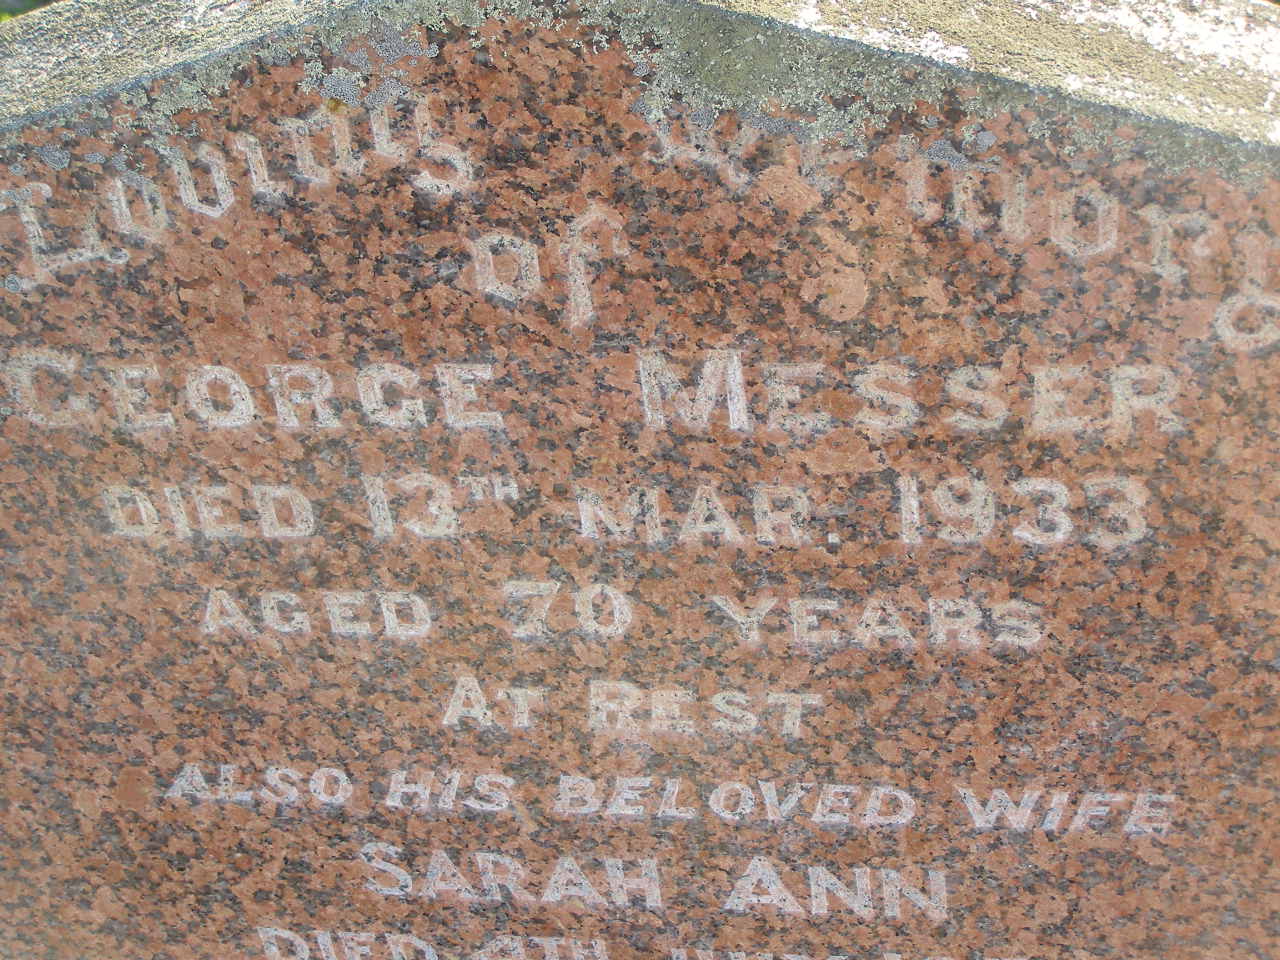 Loving Memory
of
GEORGE MESSER
DIED 13TH MAR. 1933
AGED 70 YEARS
AT REST
ALSO HIS BELOVED WIFE
SARAH ANN
DIED